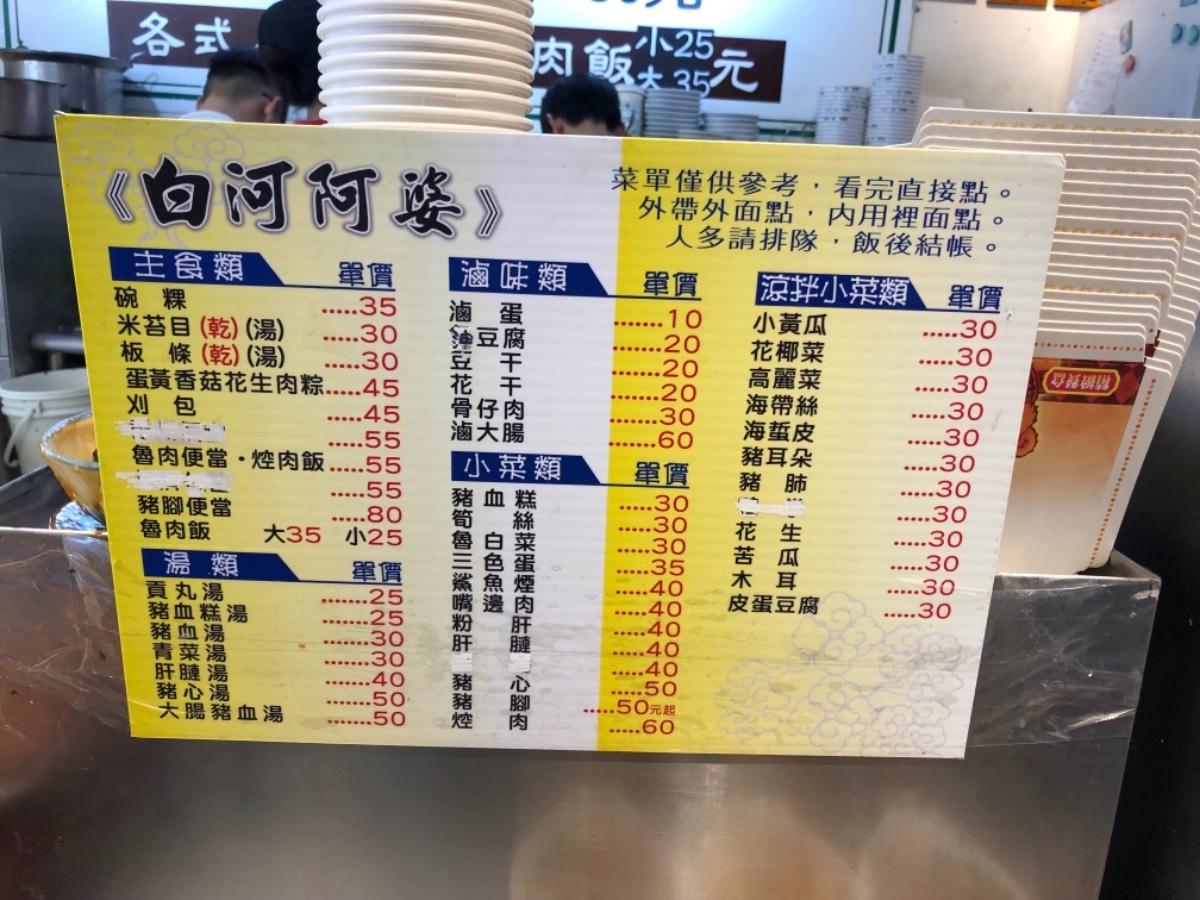 各式
肉飯 小25 大35 元
《白河阿婆》
菜單僅供參考，看完直接點。
外帶外面點，內用裡面點。
人多請排隊，飯後結帳。
主食類 單價
碗粿 .....35
米苔目(乾)(湯) .....30
板條(乾)(湯) .....30
蛋黃香菇花生肉粽 .....45
刈包 .....45
.....55
魯肉便當·焢肉飯 .....55
.....55
豬腳便當 .....80
魯肉飯 大35 小25
湯類 單價
貢丸湯 ......25
豬血糕湯 ......25
豬血湯 ......30
青菜湯 ......30
肝腱湯 ......40
豬心湯 ......50
大腸豬血湯 ......50
滷味類 單價
滷蛋 .......10
油豆腐 ......20
豆干 ......20
花干 ......20
骨仔肉 ......30
滷大腸 ......60
小菜類 單價
豬血糕 .....30
筍絲 .....30
魯白菜 .....30
三色蛋 .....35
鯊魚煙 .....40
嘴邊肉 .....40
粉肝 .....40
肝腱 .....40
.....40
豬心 .....50
豬腳 .....50元起
焢肉 .....60
涼拌小菜類 單價
小黃瓜 .....30
花椰菜 .....30
高麗菜 .....30
海帶絲 .....30
海蜇皮 .....30
豬耳朵 .....30
豬肺 .....30
.....30
花生 .....30
苦瓜 .....30
木耳 .....30
皮蛋豆腐 .....30
精緻餐盒